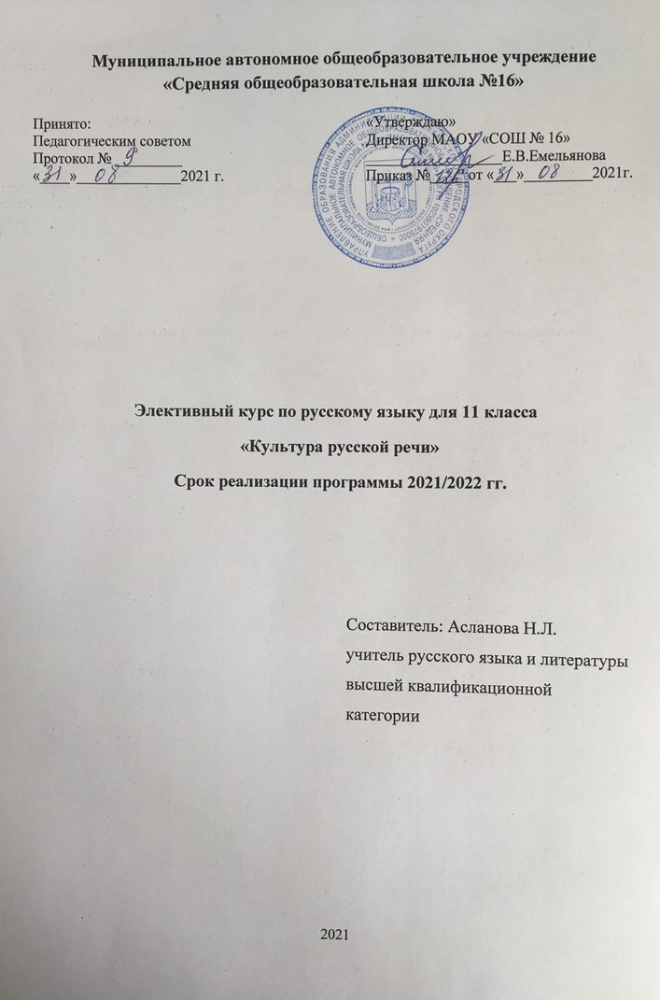 Муниципальное автономное общеобразовательное учреждение
«Средняя общеобразовательная школа №16»
Принято:
Педагогическим советом
Протокол № 9
«31» 08 2021 г.
«Утверждаю»
Директор МАОУ «СОШ № 16»
Е.В.Емельянова
Приказ № от «31» 08 2021г.
Элективный курс по русскому языку для 11 класса
«Культура русской речи»
Срок реализации программы 2021/2022 гг.
Составитель: Асланова Н.Л.
учитель русского языка и литературы
высшей квалификационной
категории
2021